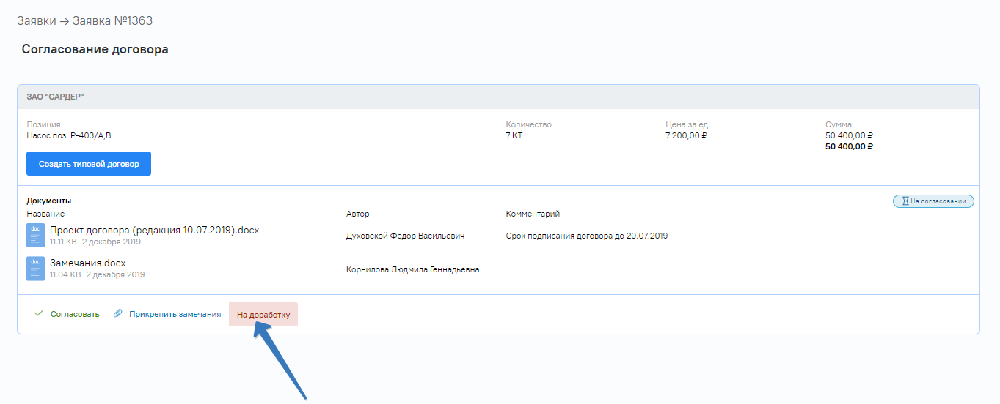 Заявки → Заявка №1363
Согласование договора
ЗАО "САРДЕР"
Позиция Количество Цена за ед. Сумма
Насос поз. Р-403/А,В 7 КТ 7 200,00 ₽ 50 400,00 ₽
50 400,00 ₽
Создать типовой договор
Документы На согласовании
Название Автор Комментарий
doc Проект договора (редакция 10.07.2019).docx
11.11 KB 2 декабря 2019 Духовской Федор Васильевич Срок подписания договора до 20.07.2019
doc Замечания.docx
11.04 KB 2 декабря 2019 Корнилова Людмила Геннадьевна
Согласовать Прикрепить замечания На доработку